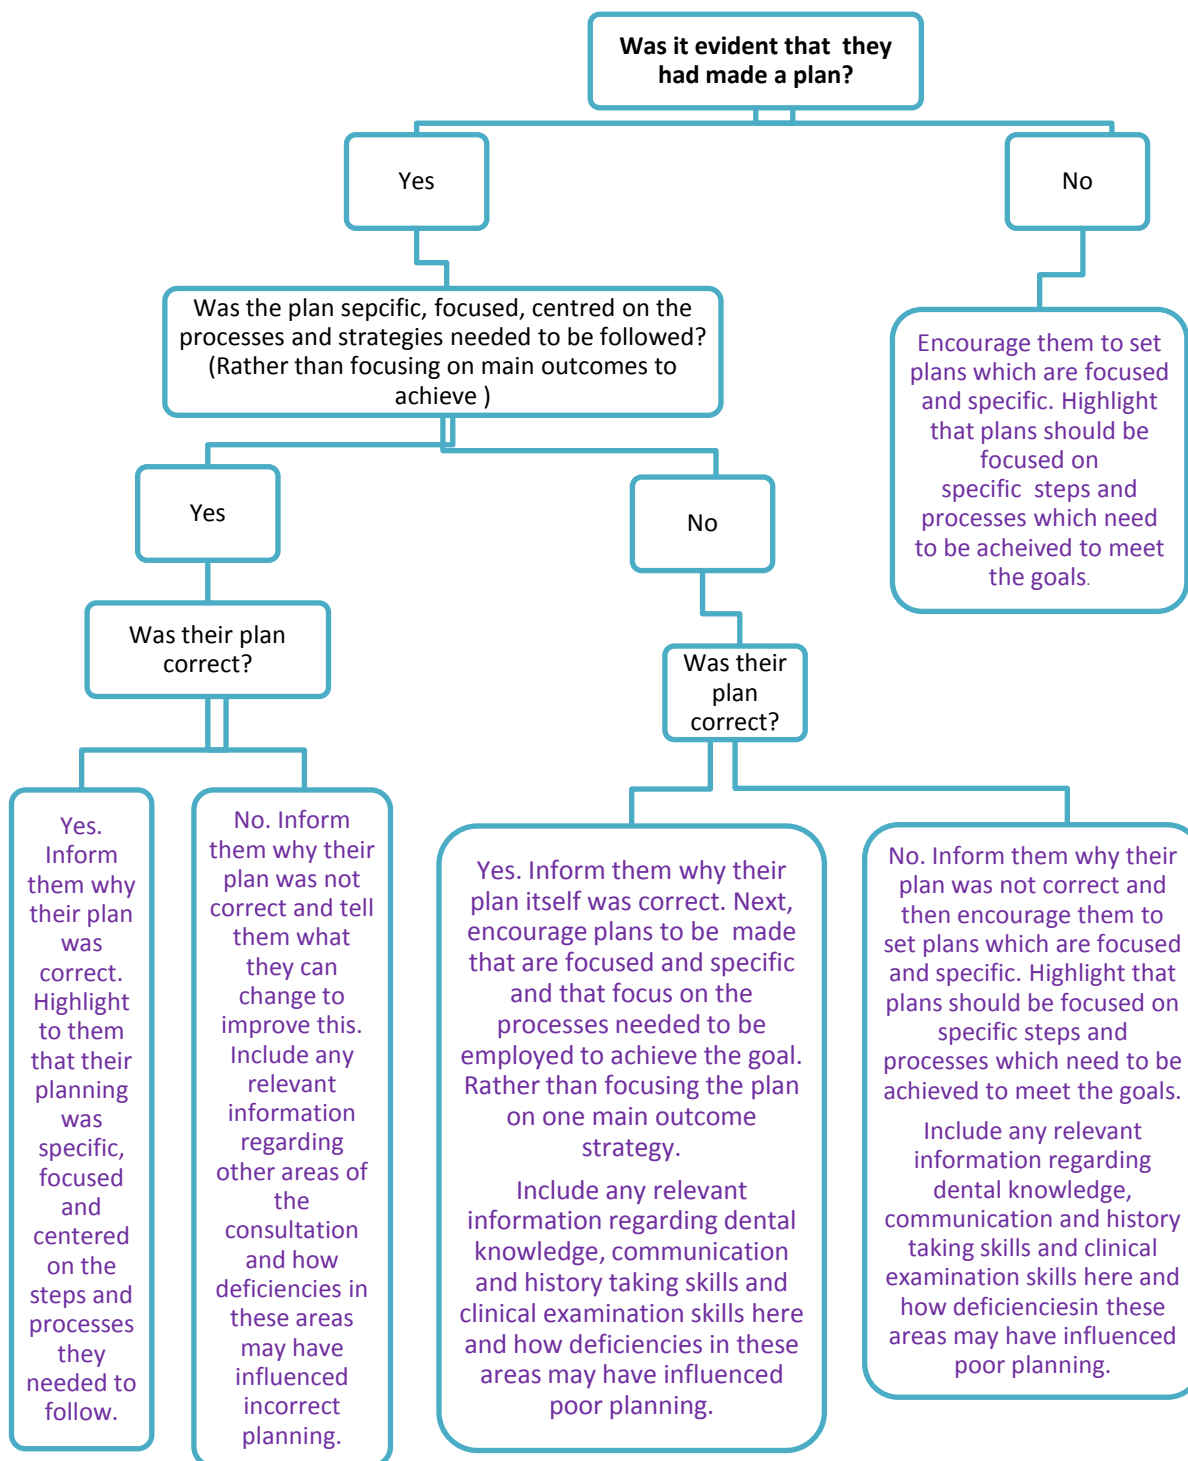 Was it evident that they
had made a plan?
Yes
No
Was the plan sepcific, focused, centred on the
processes and strategies needed to be followed?
(Rather than focusing on main outcomes to
achieve )
Encourage them to set
plans which are focused
and specific. Highlight
that plans should be
focused on
specific steps and
processes which need
to be acheived to meet
the goals.
Yes
No
Was their plan
correct?
Was their
plan
correct?
Yes.
Inform
them why
their plan
was
correct.
Highlight
to them
that their
planning
was
specific,
focused
and
centered
on the
steps and
processes
they
needed to
follow.
No. Inform
them why their
plan was not
correct and tell
them what
they can
change to
improve this.
Include any
relevant
information
regarding
other areas of
the
consultation
and how
deficiencies in
these areas
may have
influenced
incorrect
planning.
Yes. Inform them why their
plan itself was correct. Next,
encourage plans to be made
that are focused and specific
and that focus on the
processes needed to be
employed to achieve the goal.
Rather than focusing the plan
on one main outcome
strategy.
Include any relevant
information regarding dental
knowledge, communication
and history taking skills and
clinical examination skills here
and how deficiencies in these
areas may have influenced
poor planning.
No. Inform them why their
plan was not correct and
then encourage them to
set plans which are focused
and specific. Highlight that
plans should be focused on
specific steps and
processes which need to be
achieved to meet the goals.
Include any relevant
information regarding
dental knowledge,
communication and history
taking skills and clinical
examination skills here and
how deficienciesin these
areas may have influenced
poor planning.